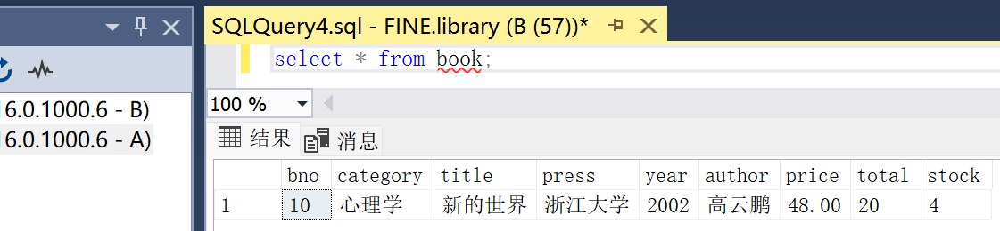 SQLQuery4.sql - FINE.library (B (57))*
select * from book;
6.0.1000.6 - B)
6.0.1000.6 - A)
100 %
结果 消息
bno category title press year author price total stock
1 10 心理学 新的世界 浙江大学 2002 高云鹏 48.00 20 4